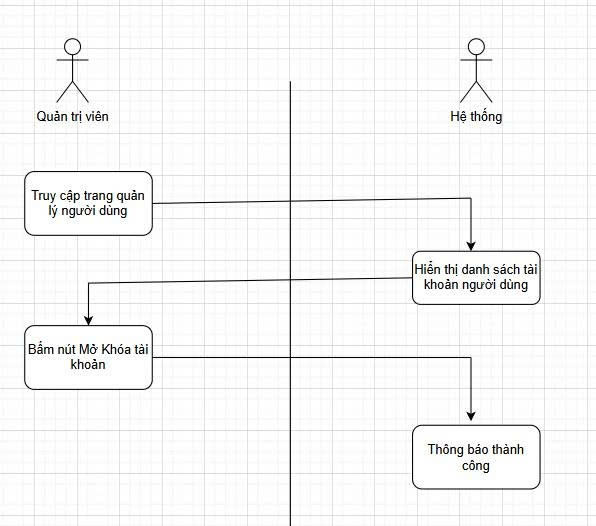 Quản trị viên
Hệ thống
Truy cập trang quản
lý người dùng
Hiển thị danh sách tài
khoản người dùng
Bấm nút Mở Khóa tài
khoản
Thông báo thành
công